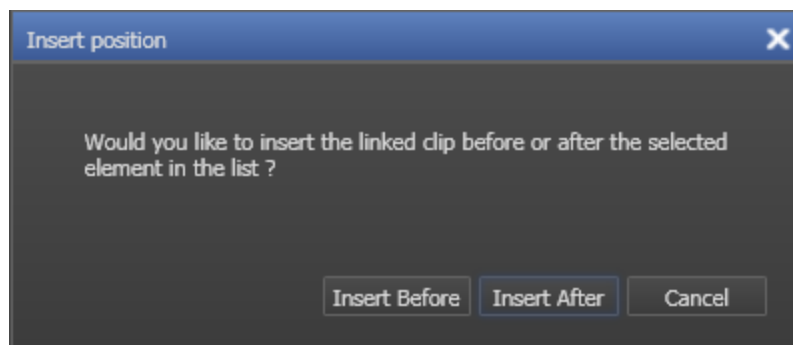 Insert position
Would you like to insert the linked clip before or after the selected
element in the list ?
Insert Before Insert After Cancel